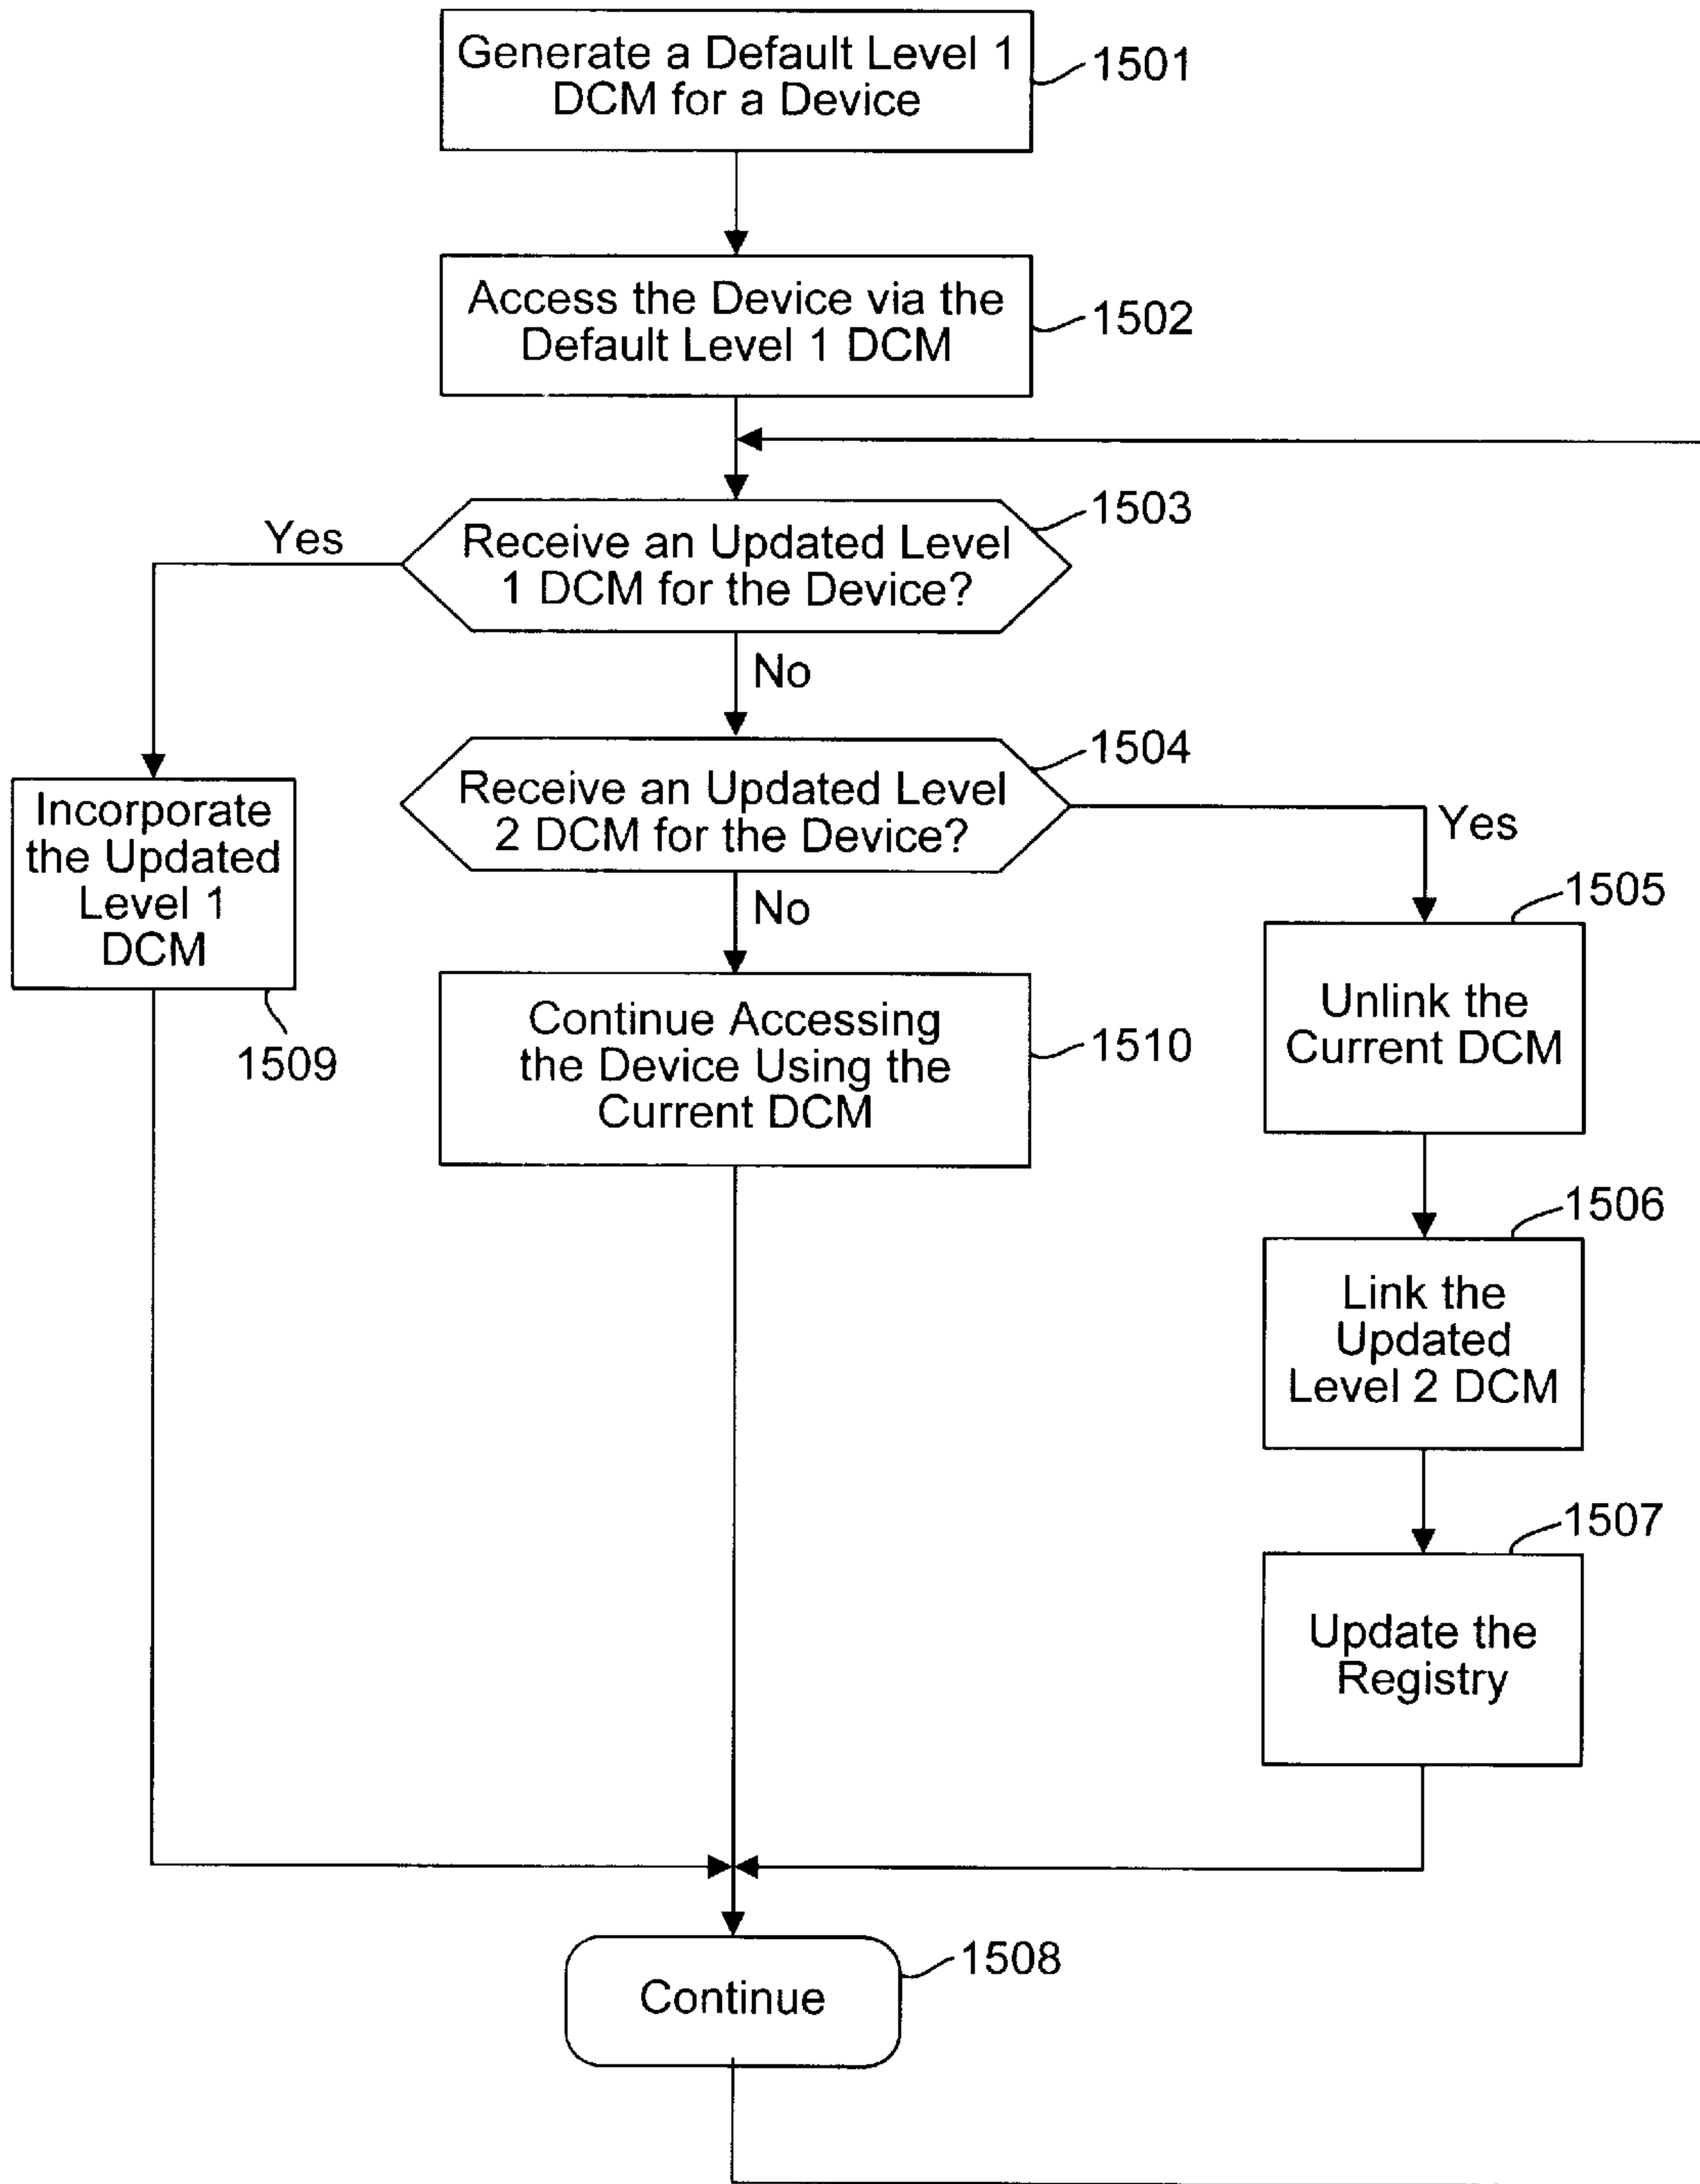 Generate a Default Level 1
DCM for a Device
1501
Access the Device via the
Default Level 1 DCM
1502
1503
Yes
Receive an Updated Level
1 DCM for the Device?
No
1504
Receive an Updated Level
2 DCM for the Device?
Yes
Incorporate
the Updated
Level 1
DCM
1509
No
1505
Unlink the
Current DCM
Continue Accessing
the Device Using the
Current DCM
1510
1506
Link the
Updated
Level 2 DCM
1507
Update the
Registry
1508
Continue